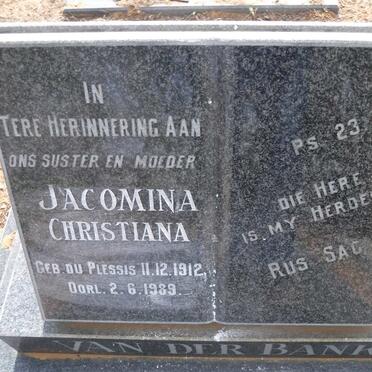 IN
TERE HERINNERING AAN
ONS SUSTER EN MOEDER
JACOMINA
CHRISTIANA
GEB DU PLESSIS 11.12.1912
OORL. 2.6.1989
PS 23
DIE HERE
IS MY HERDE
RUS SAG
VAN DER BANK